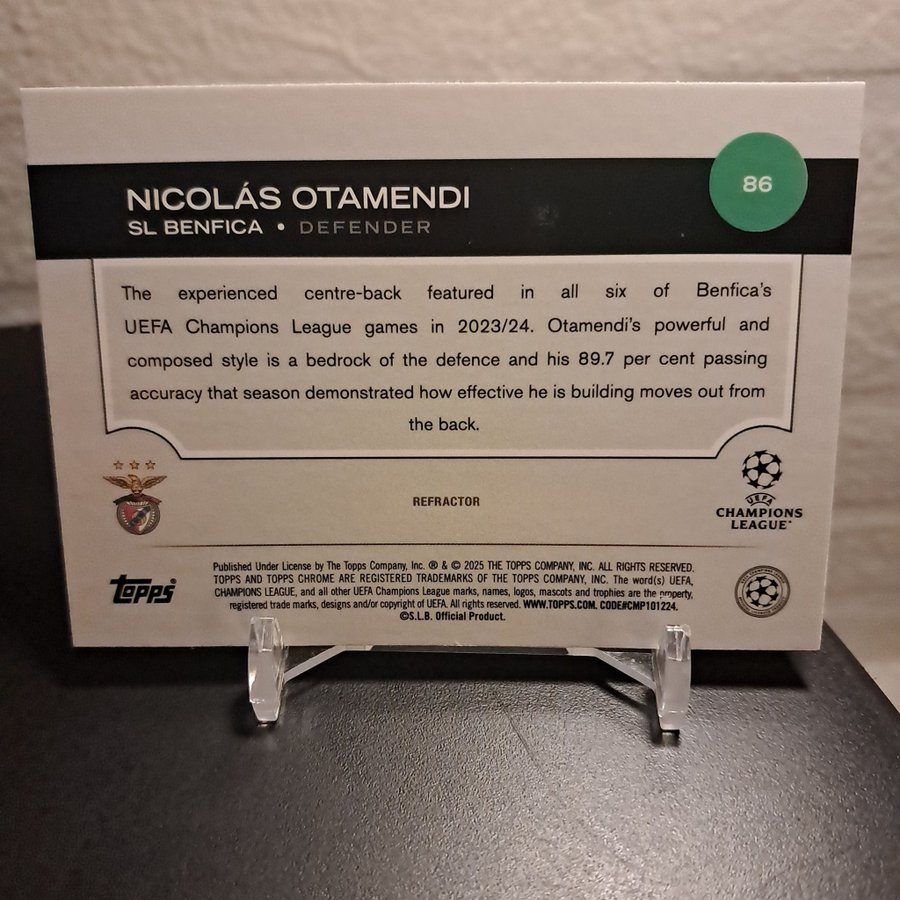 NICOLÁS OTAMENDI
SL BENFICA • DEFENDER
86
The experienced centre-back featured in all six of Benfica's
UEFA Champions League games in 2023/24. Otamendi's powerful and
composed style is a bedrock of the defence and his 89.7 per cent passing
accuracy that season demonstrated how effective he is building moves out from
the back.
REFRACTOR
UEFA
CHAMPIONS
LEAGUE
Topps
Published Under License by The Topps Company, Inc. ® & © 2025 THE TOPPS COMPANY, INC. ALL RIGHTS RESERVED.
TOPPS AND TOPPS CHROME ARE REGISTERED TRADEMARKS OF THE TOPPS COMPANY, INC. The word(s) UEFA,
CHAMPIONS LEAGUE, and all other UEFA Champions League marks, names, logos, mascots and trophies are the property,
registered trade marks, designs and/or copyright of UEFA. All rights reserved. WWW.TOPPS.COM. CODE#CMP101224.
©S.L.B. Official Product.